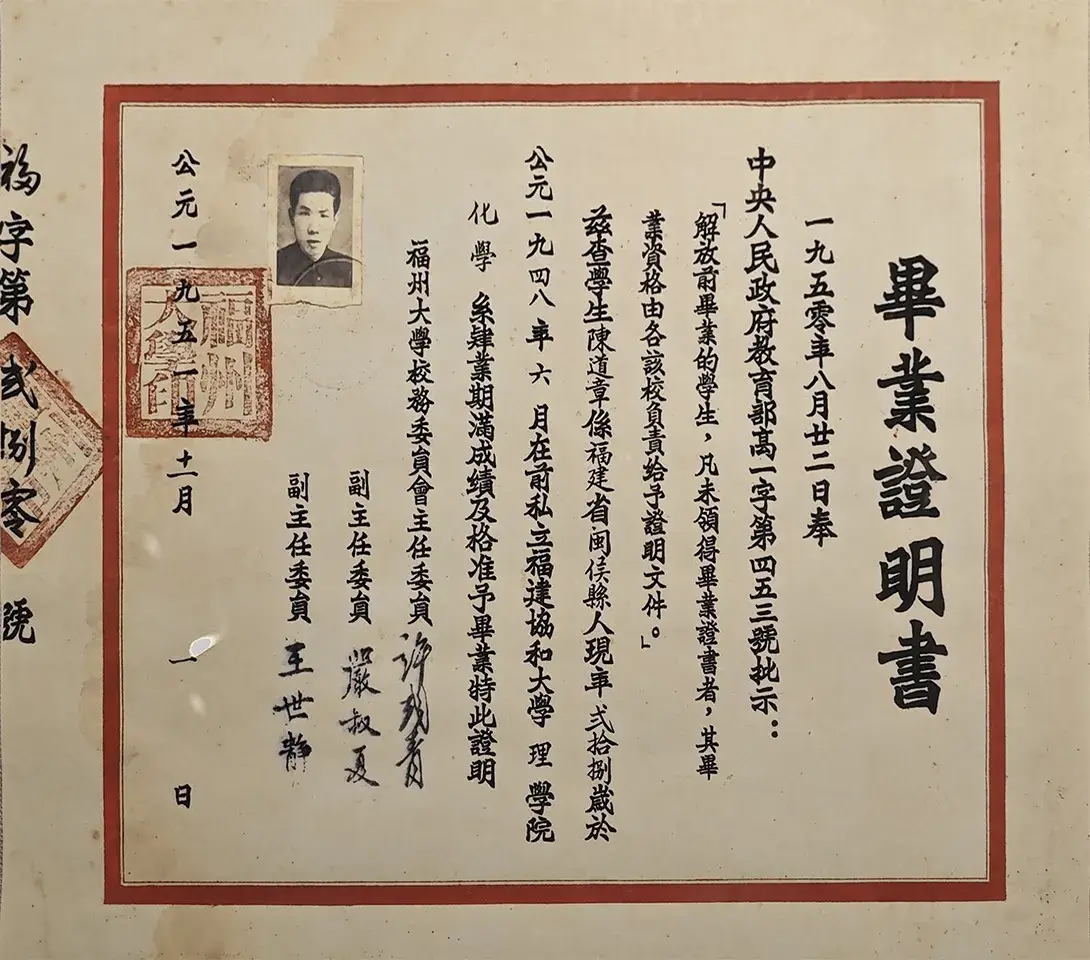 畢業證明書
一九五零年八月廿二日奉
中央人民政府教育部高一字第四五三號批示：
「解放前畢業的學生，凡未領得畢業證書者，其畢
業資格由各該校負責給予證明文件。」
茲查學生陳道章係福建省閩侯縣人現年弍拾捌歲於
公元一九四八年六月在前私立福建協和大學理學院
化學系肄業期滿成績及格准予畢業特此證明
福州大學校務委員會主任委員
副主任委員 嚴叔夏
副主任委員 王世靜
公元一九五一年十一月一日
福州大學印
福字第弍捌零號